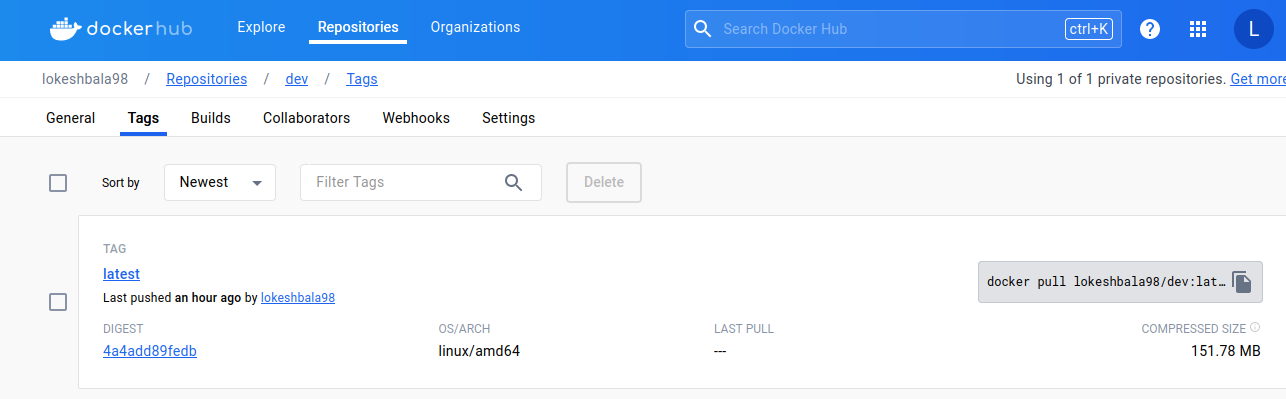 dockerhub Explore Repositories Organizations Search Docker Hub ctrl+K ? L
lokeshbala98 / Repositories / dev / Tags Using 1 of 1 private repositories. Get more
General Tags Builds Collaborators Webhooks Settings
Sort by Newest Filter Tags Delete
TAG
latest
docker pull lokeshbala98/dev:lat…
Last pushed an hour ago by lokeshbala98
DIGEST OS/ARCH LAST PULL COMPRESSED SIZE
4a4add89fedb linux/amd64 --- 151.78 MB